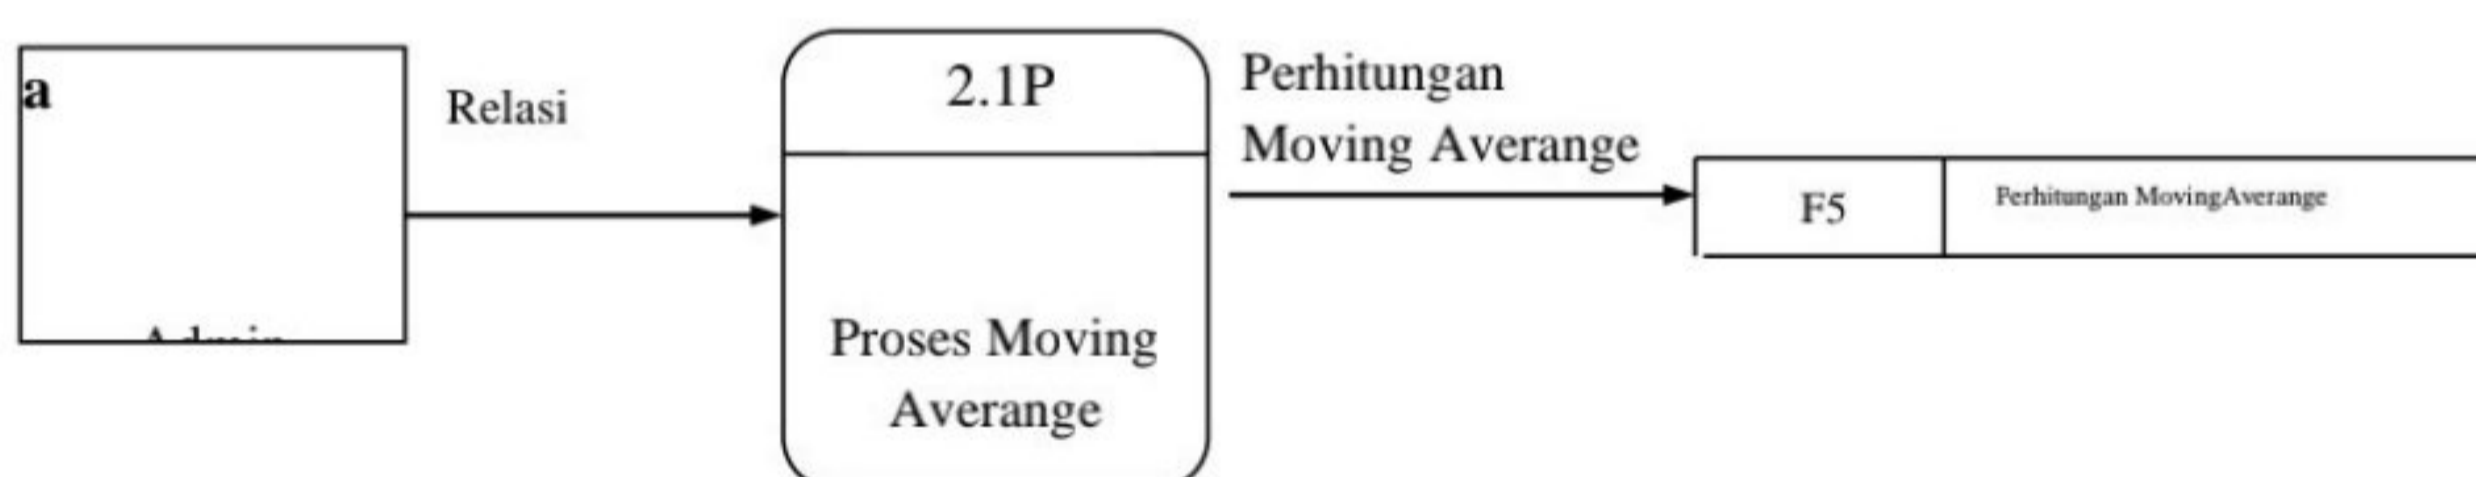 a
Relasi
2.1P
Proses Moving
Averange
Perhitungan
Moving Averange
F5
Perhitungan MovingAverange